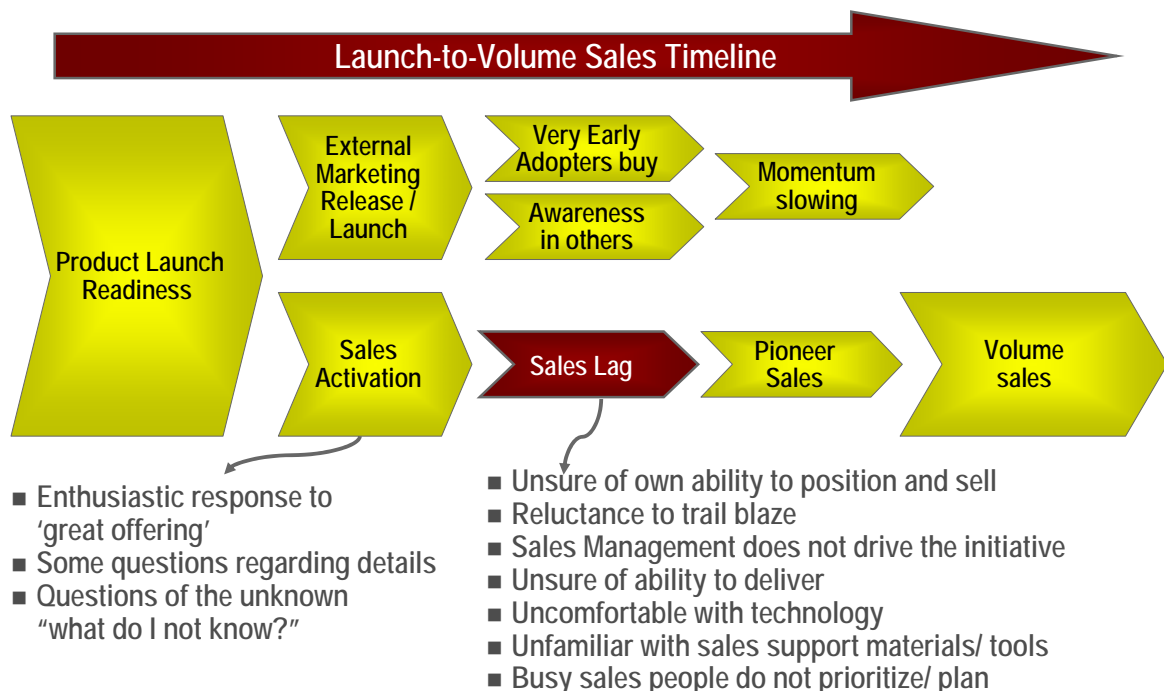 Launch-to-Volume Sales Timeline
Product Launch
Readiness
External
Marketing
Release /
Launch
Very Early
Adopters buy
Awareness
in others
Momentum
slowing
Sales
Activation
Sales Lag
Pioneer
Sales
Volume
sales
■ Enthusiastic response to
‘great offering’
■ Some questions regarding details
■ Questions of the unknown
“what do I not know?”
■ Unsure of own ability to position and sell
■ Reluctance to trail blaze
■ Sales Management does not drive the initiative
■ Unsure of ability to deliver
■ Uncomfortable with technology
■ Unfamiliar with sales support materials/ tools
■ Busy sales people do not prioritize/ plan